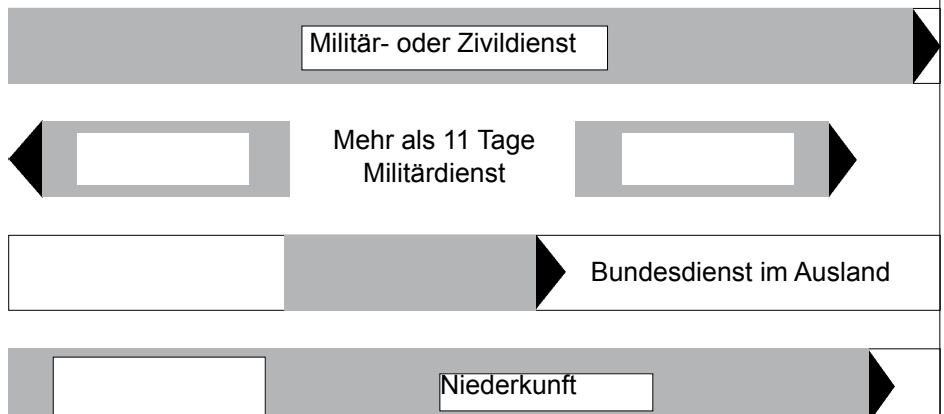 Militär- oder Zivildienst
Mehr als 11 Tage
Militärdienst
Bundesdienst im Ausland
Niederkunft